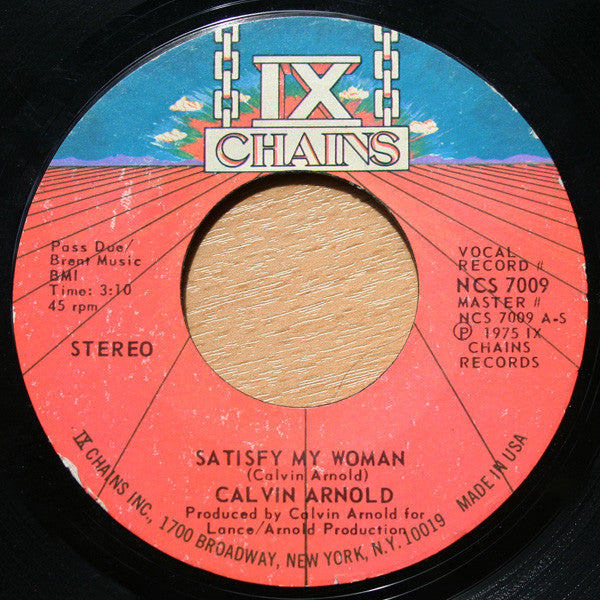 IX
CHAINS
Pass Due/
Brent Music
BMI
Time: 3:10
45 rpm
STEREO
VOCAL
RECORD #
NCS 7009
MASTER #
NCS 7009 A-S
Ⓟ 1975 IX
CHAINS
RECORDS
SATISFY MY WOMAN
(Calvin Arnold)
CALVIN ARNOLD
Produced by Calvin Arnold for
Lance/Arnold Production
IX CHAINS INC., 1700 BROADWAY, NEW YORK, N.Y. 10019
MADE IN USA